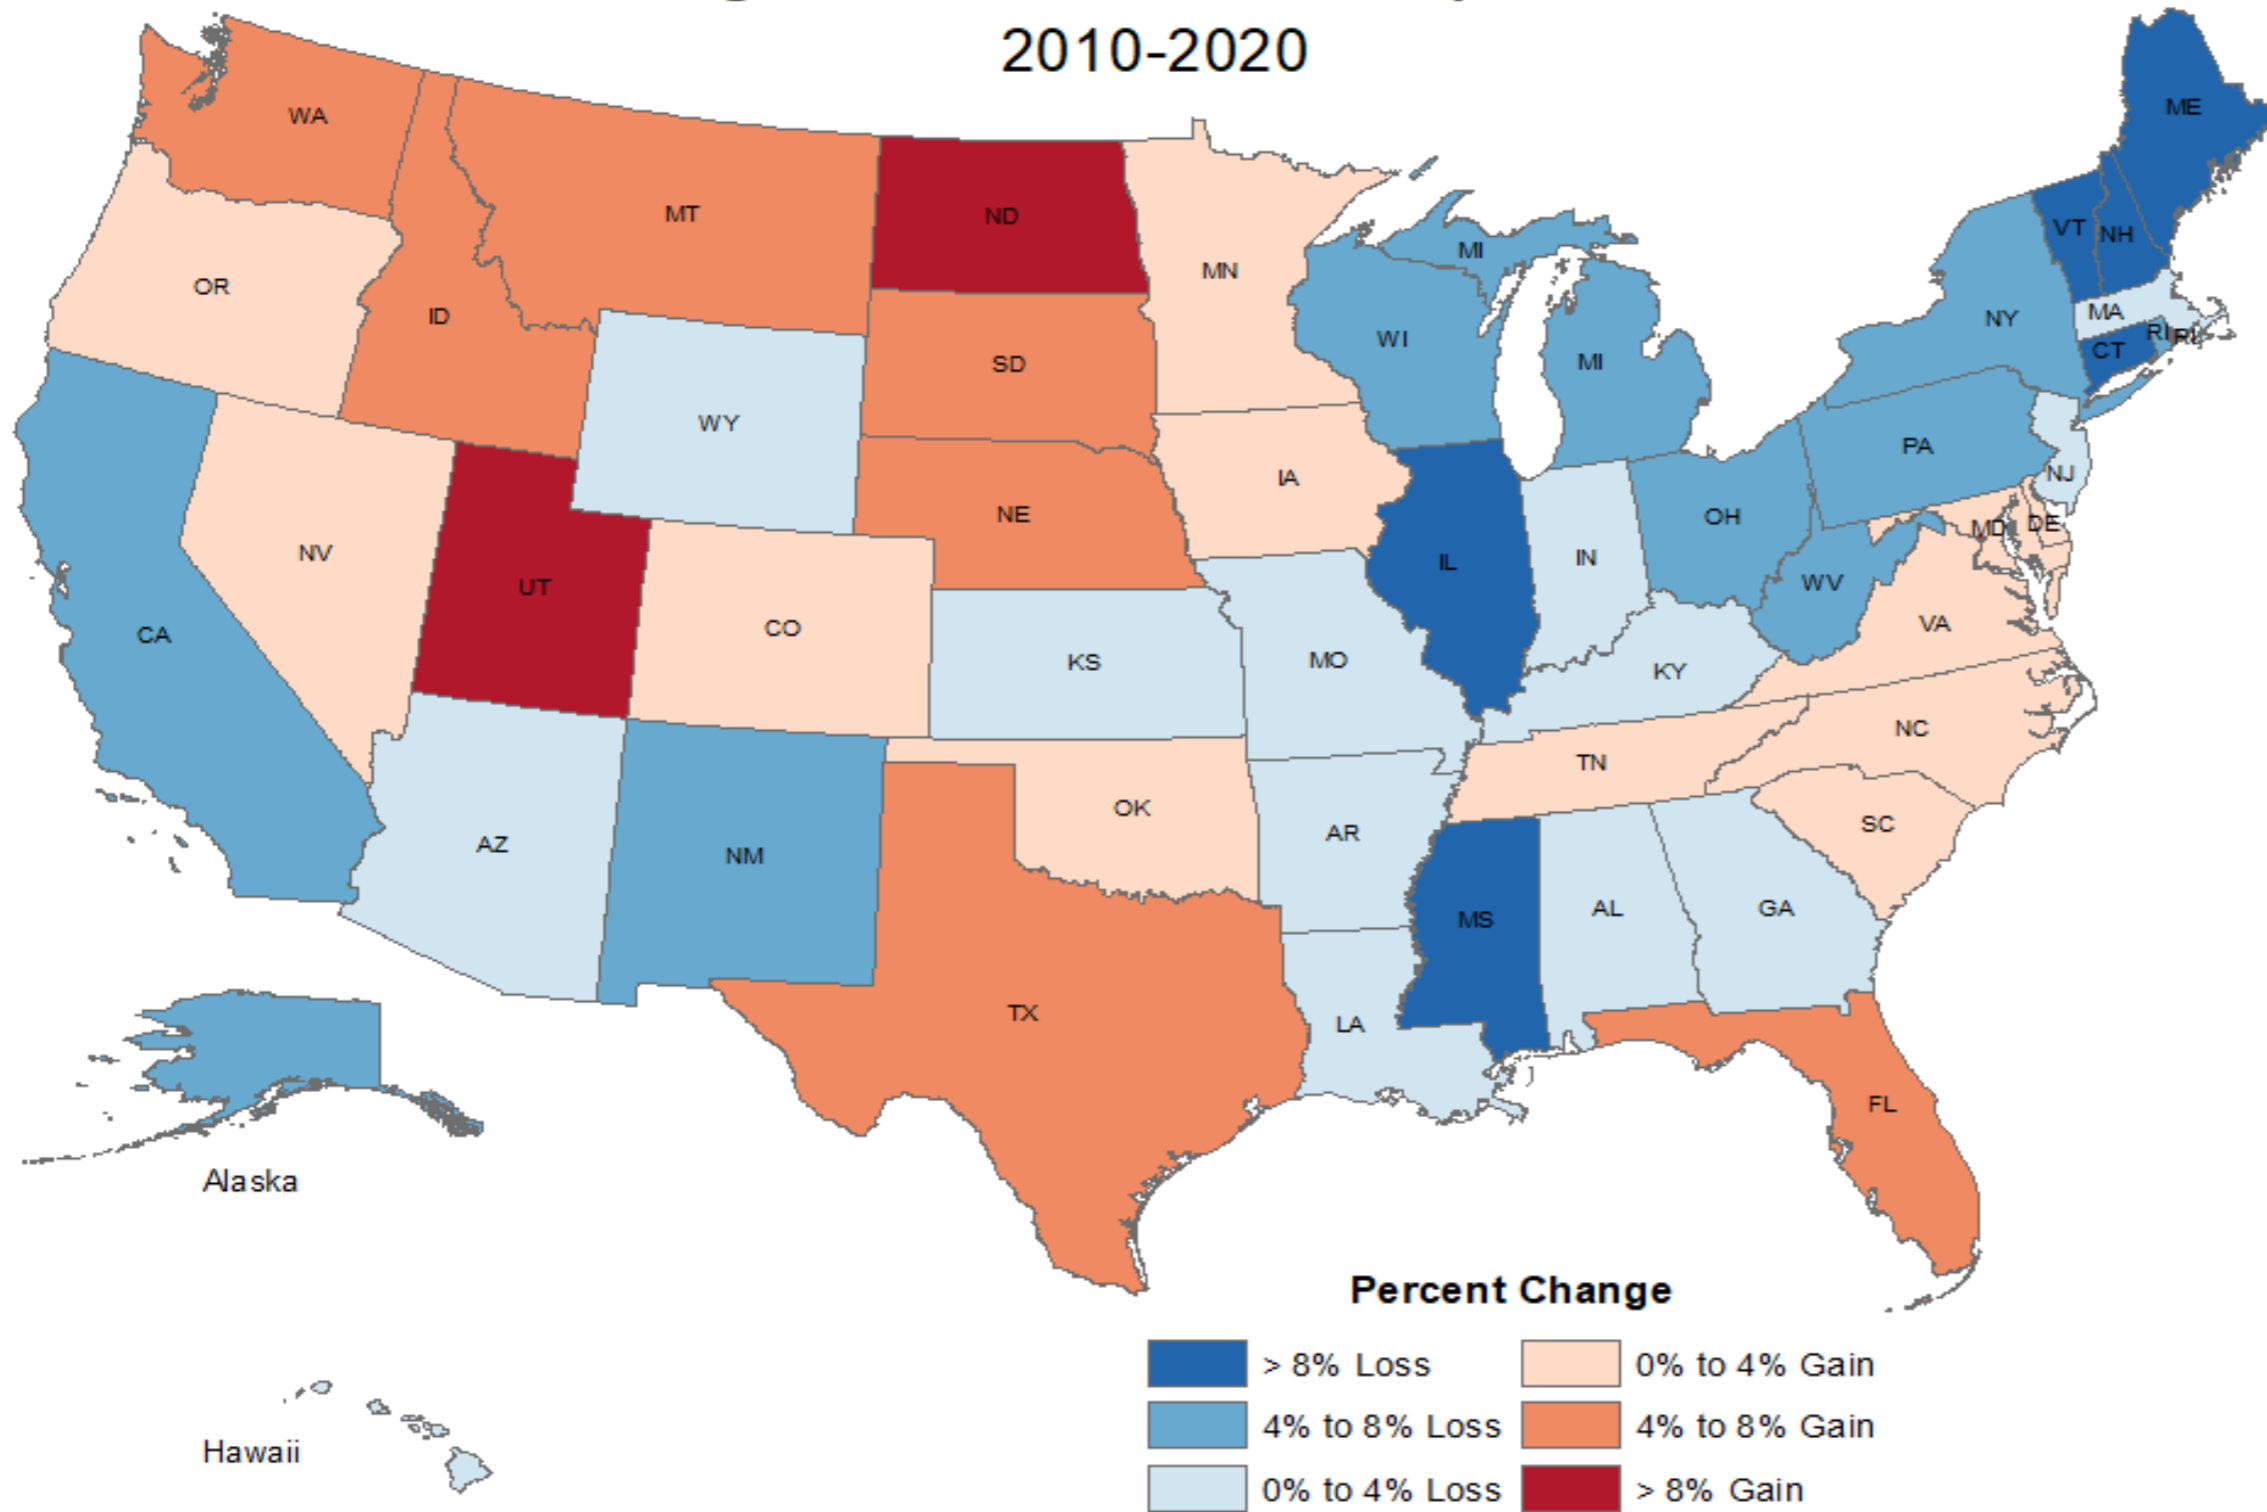 2010-2020
WA
ME
MT
ND
VT
NH
MN
OR
MI
ID
MA
NY
RI
RI
WI
CT
SD
MI
WY
PA
NJ
IA
NE
OH
DE
MD
NV
IN
IL
UT
WV
VA
CO
CA
KS
MO
KY
NC
TN
OK
SC
AR
AZ
NM
AL
GA
MS
TX
LA
FL
Alaska
Percent Change
> 8% Loss
0% to 4% Gain
4% to 8% Loss
4% to 8% Gain
Hawaii
0% to 4% Loss
> 8% Gain